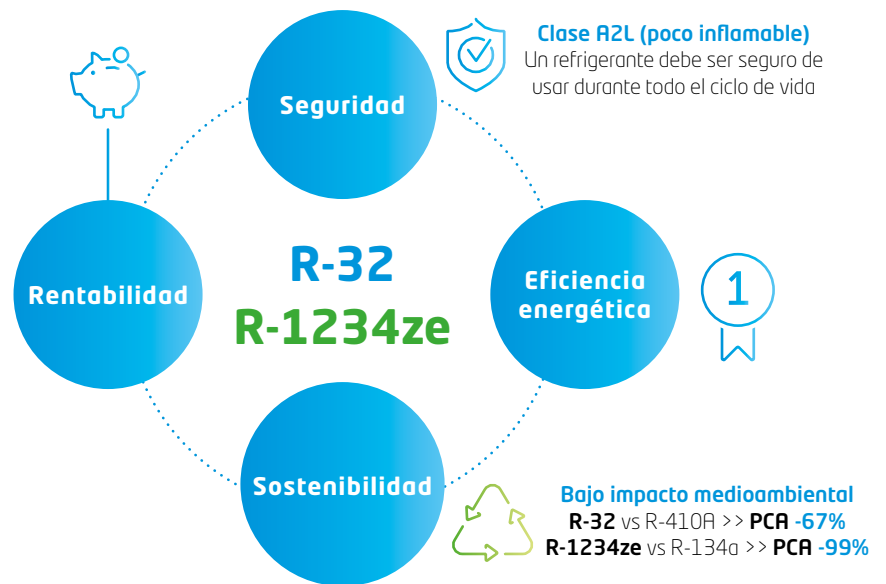 Clase A2L (poco inflamable)
Un refrigerante debe ser seguro de
usar durante todo el ciclo de vida
Seguridad
Rentabilidad
R-32
R-1234ze
Eficiencia
energética
1
Sostenibilidad
Bajo impacto medioambiental
R-32 vs R-410A >> PCA -67%
R-1234ze vs R-134a >> PCA -99%